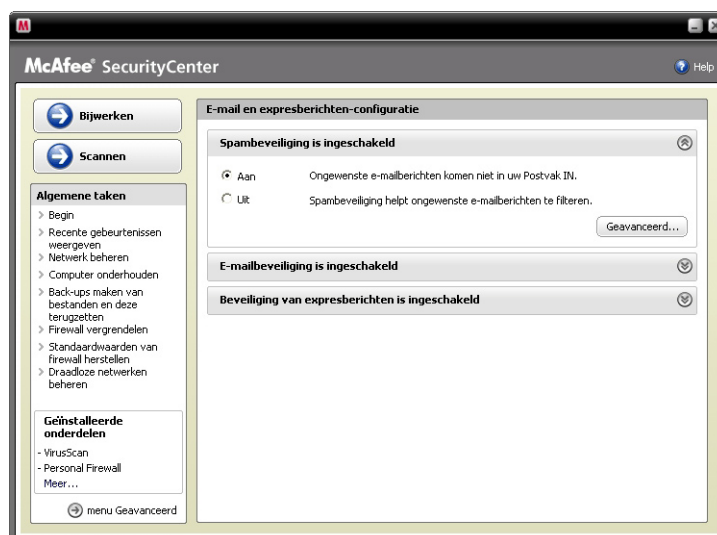 McAfee® SecurityCenter
Help
Bijwerken
Scannen
Algemene taken
Begin
Recente gebeurtenissen
weergeven
Netwerk beheren
Computer onderhouden
Back-ups maken van
bestanden en deze
terugzetten
Firewall vergrendelen
Standaardwaarden van
firewall herstellen
Draadloze netwerken
beheren
Geïnstalleerde
onderdelen
- VirusScan
- Personal Firewall
Meer...
menu Geavanceerd
E-mail en expresberichten-configuratie
Spambeveiliging is ingeschakeld
Aan Ongewenste e-mailberichten komen niet in uw Postvak IN.
Uit Spambeveiliging helpt ongewenste e-mailberichten te filteren.
Geavanceerd...
E-mailbeveiliging is ingeschakeld
Beveiliging van expresberichten is ingeschakeld